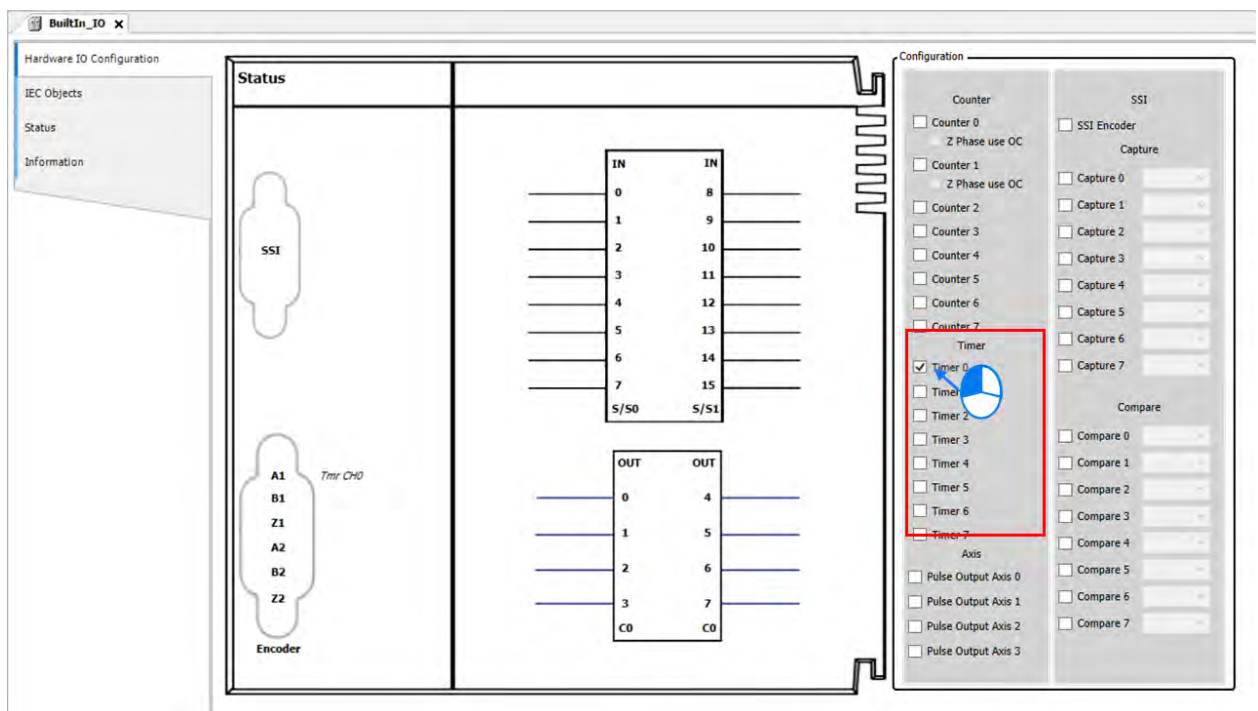 BuiltIn_IO X
Hardware IO Configuration
IEC Objects
Status
Information
Status
SSI
A1 Tmr CH0
B1
Z1
A2
B2
Z2
Encoder
IN IN
0 8
1 9
2 10
3 11
4 12
5 13
6 14
7 15
S/S0 S/S1
OUT OUT
0 4
1 5
2 6
3 7
C0 C0
Configuration
Counter
Counter 0
Z Phase use OC
Counter 1
Z Phase use OC
Counter 2
Counter 3
Counter 4
Counter 5
Counter 6
Counter 7
Timer
Timer 0
Timer
Timer 2
Timer 3
Timer 4
Timer 5
Timer 6
Timer 7
Axis
Pulse Output Axis 0
Pulse Output Axis 1
Pulse Output Axis 2
Pulse Output Axis 3
SSI
SSI Encoder
Capture
Capture 0
Capture 1
Capture 2
Capture 3
Capture 4
Capture 5
Capture 6
Capture 7
Compare
Compare 0
Compare 1
Compare 2
Compare 3
Compare 4
Compare 5
Compare 6
Compare 7